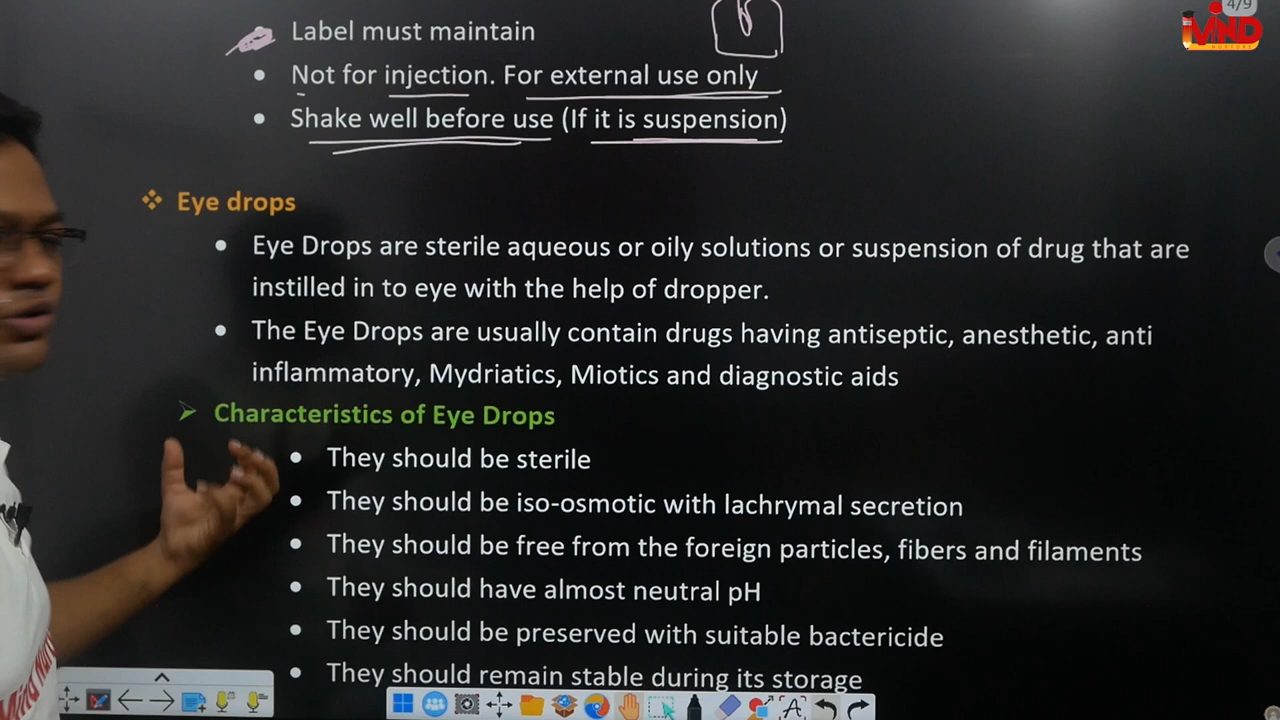 4/9
MIND
Label must maintain
Not for injection. For external use only
Shake well before use (If it is suspension)
Eye drops
Eye Drops are sterile aqueous or oily solutions or suspension of drug that are
instilled in to eye with the help of dropper.
The Eye Drops are usually contain drugs having antiseptic, anesthetic, anti
inflammatory, Mydriatics, Miotics and diagnostic aids
Characteristics of Eye Drops
They should be sterile
They should be iso-osmotic with lachrymal secretion
They should be free from the foreign particles, fibers and filaments
They should have almost neutral pH
They should be preserved with suitable bactericide
They should remain stable during its storage